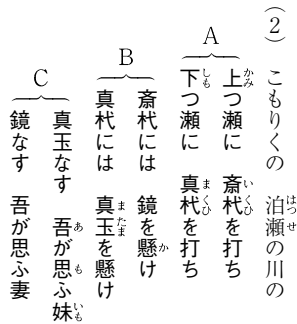 （2） こもりくの 泊瀬の川の
A
上つ瀬に 斎杙を打ち
下つ瀬に 真杙を打ち
B
斎杙には 鏡を懸け
真杙には 真玉を懸け
C
真玉なす 吾が思ふ妹
鏡なす 吾が思ふ妻